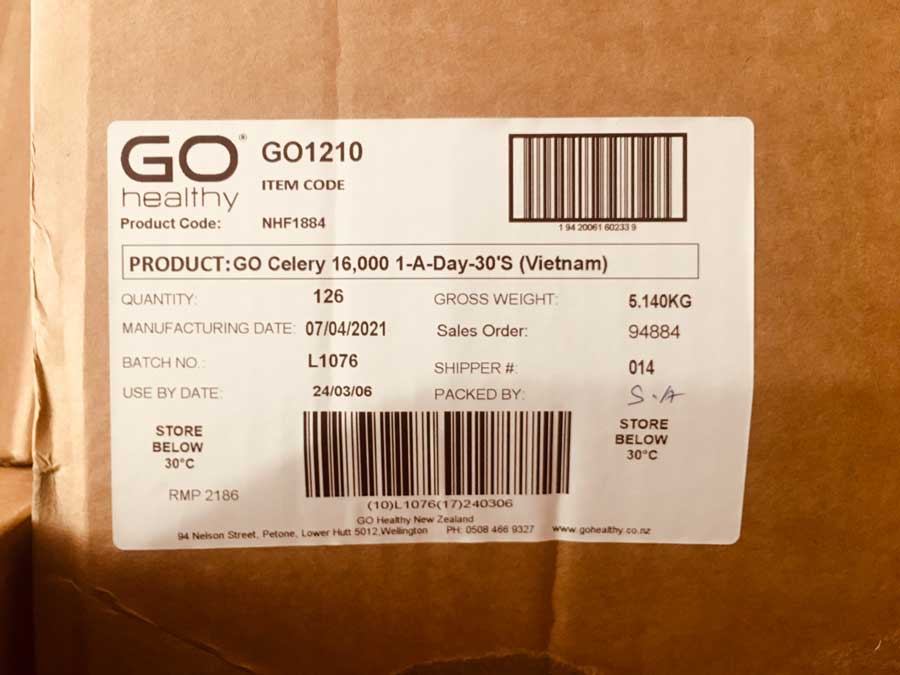 GO® healthy
GO1210
ITEM CODE
Product Code: NHF1884
1 94 20061 60233 9
PRODUCT: GO Celery 16,000 1-A-Day-30'S (Vietnam)
QUANTITY: 126 GROSS WEIGHT: 5.140KG
MANUFACTURING DATE: 07/04/2021 Sales Order: 94884
BATCH NO.: L1076 SHIPPER #: 014
USE BY DATE: 24/03/06 PACKED BY: S.A
STORE BELOW 30°C
STORE BELOW 30°C
RMP 2186
(10)L1076(17)240306
GO Healthy New Zealand
94 Nelson Street, Petone, Lower Hutt 5012,Wellington PH: 0508 466 9327 www.gohealthy.co.nz